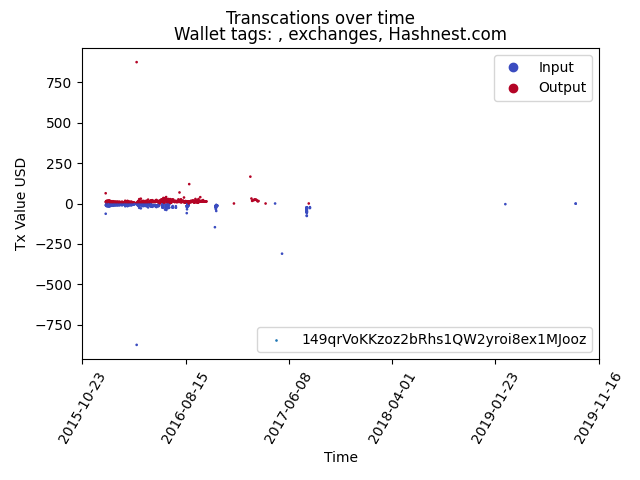 Transcations over time
Wallet tags: , exchanges, Hashnest.com
Input
Output
750
500
250
0
−250
−500
−750
Tx Value USD
149qrVoKKzoz2bRhs1QW2yroi8ex1MJooz
2015-10-23
2016-08-15
2017-06-08
2018-04-01
2019-01-23
2019-11-16
Time